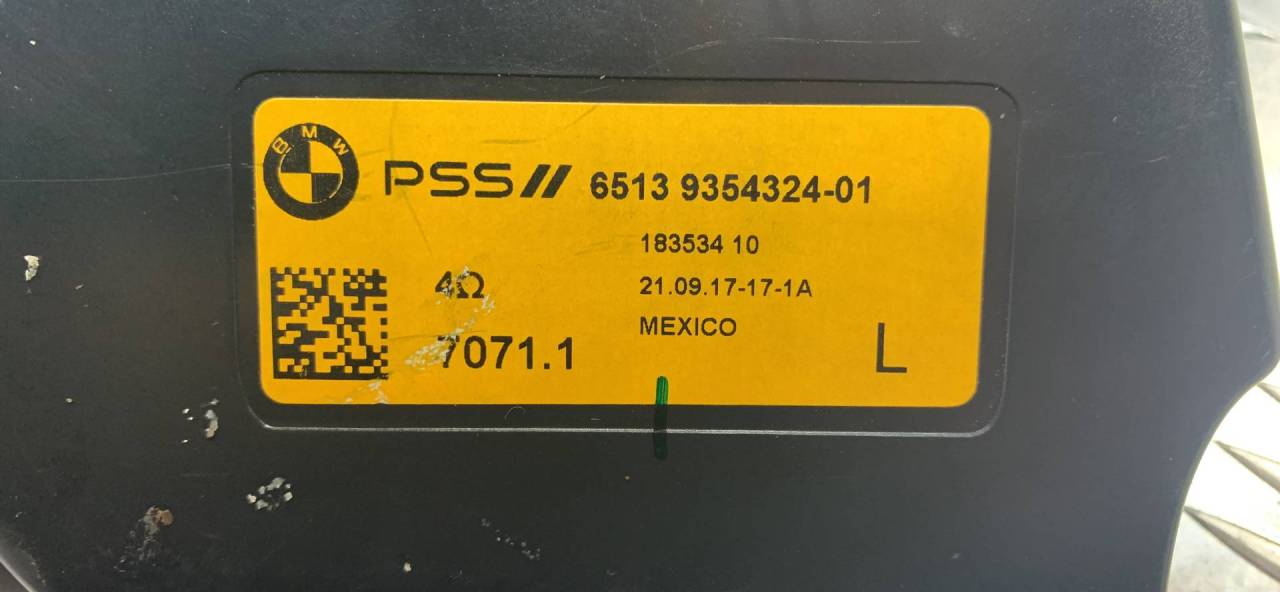 BMW PSS// 6513 9354324-01
183534 10
4Ω 21.09.17-17-1A
MEXICO
7071.1 L